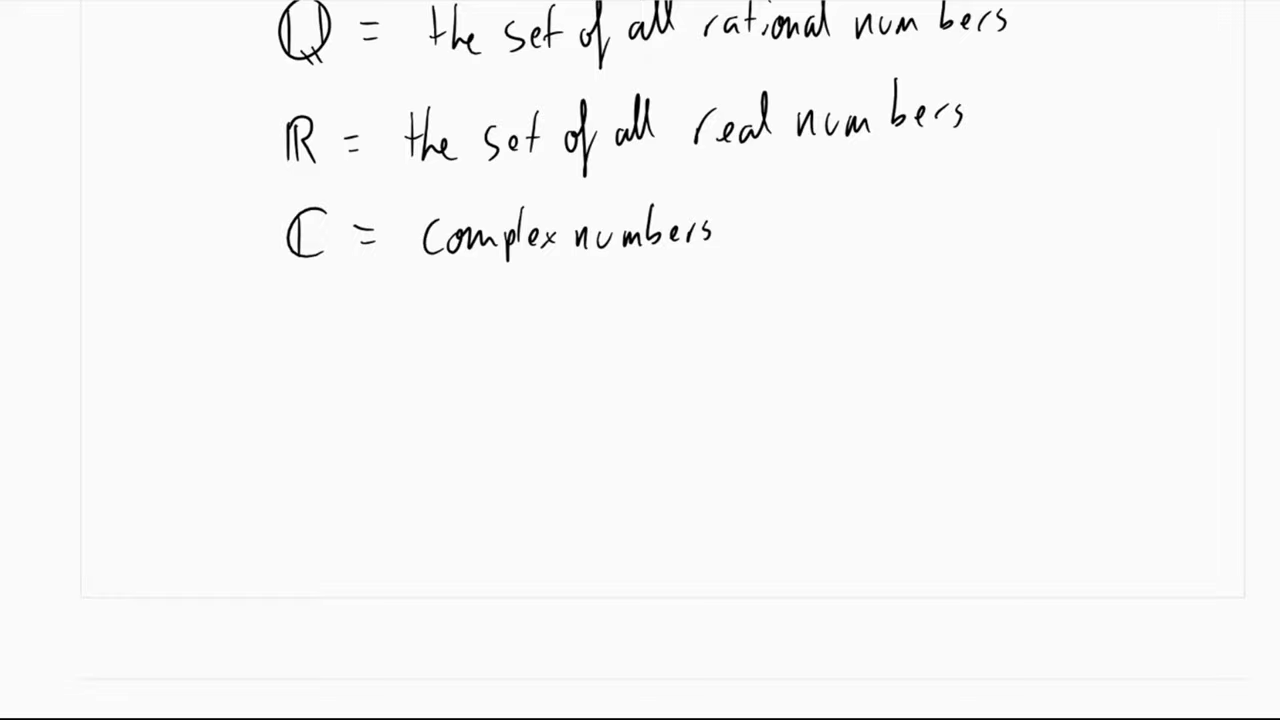 ℚ = the set of all rational numbers
ℝ = the set of all real numbers
ℂ = complex numbers